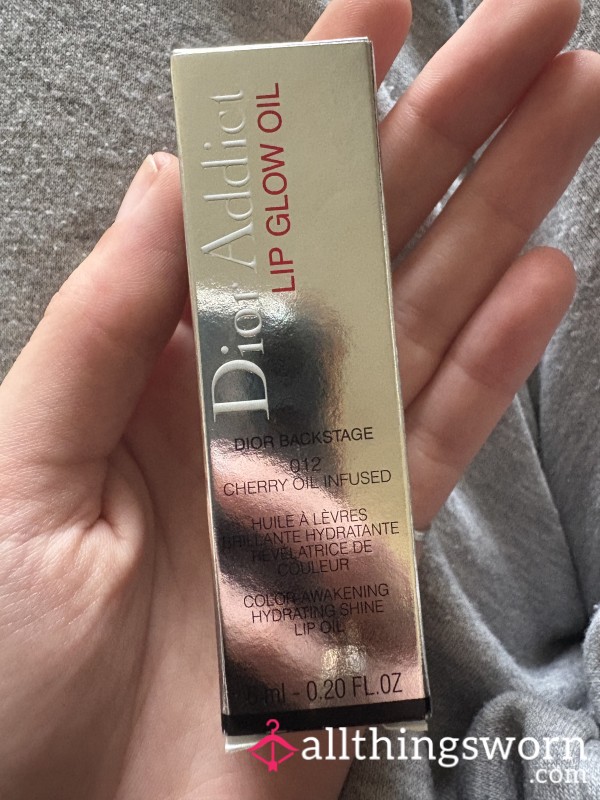 Dior Addict
LIP GLOW OIL
DIOR BACKSTAGE
012
CHERRY OIL INFUSED
HUILE À LÈVRES
BRILLANTE HYDRATANTE
RÉVÉLATRICE DE
COULEUR
COLOR-AWAKENING
HYDRATING SHINE
LIP OIL
6 ml - 0.20 FL.OZ
allthingsworn
.com